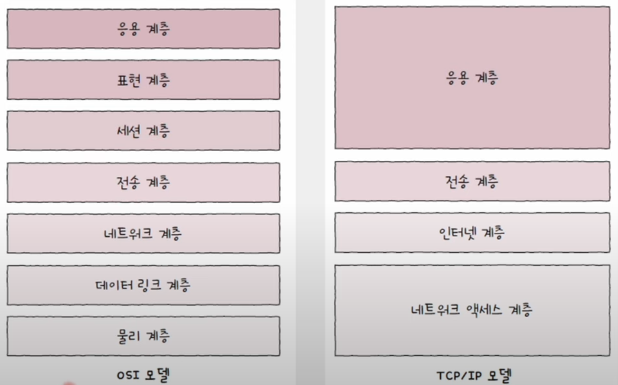 응용 계층
표현 계층
세션 계층
전송 계층
네트워크 계층
데이터 링크 계층
물리 계층
OSI 모델
응용 계층
전송 계층
인터넷 계층
네트워크 액세스 계층
TCP/IP 모델